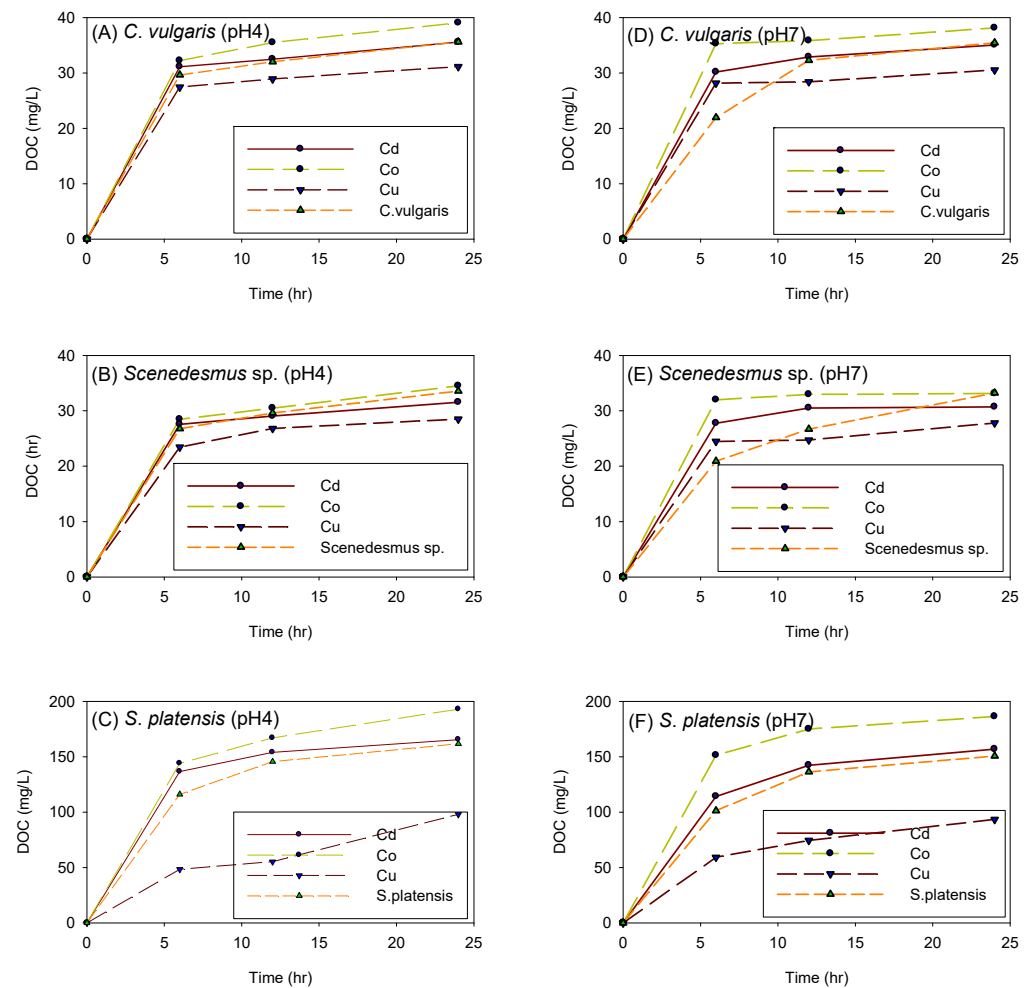 (A) C. vulgaris (pH4)
DOC (mg/L)
40
30
20
10
0
Cd
Co
Cu
C.vulgaris
0 5 10 15 20 25
Time (hr)
(D) C. vulgaris (pH7)
DOC (mg/L)
40
30
20
10
0
Cd
Co
Cu
C.vulgaris
0 5 10 15 20 25
Time (hr)
(B) Scenedesmus sp. (pH4)
DOC (hr)
40
30
20
10
0
Cd
Co
Cu
Scenedesmus sp.
0 5 10 15 20 25
Time (hr)
(E) Scenedesmus sp. (pH7)
DOC (mg/L)
40
30
20
10
0
Cd
Co
Cu
Scenedesmus sp.
0 5 10 15 20 25
Time (hr)
(C) S. platensis (pH4)
DOC (mg/L)
200
150
100
50
0
Cd
Co
Cu
S.platensis
0 5 10 15 20 25
Time (hr)
(F) S. platensis (pH7)
DOC (mg/L)
200
150
100
50
0
Cd
Co
Cu
S.platensis
0 5 10 15 20 25
Time (hr)